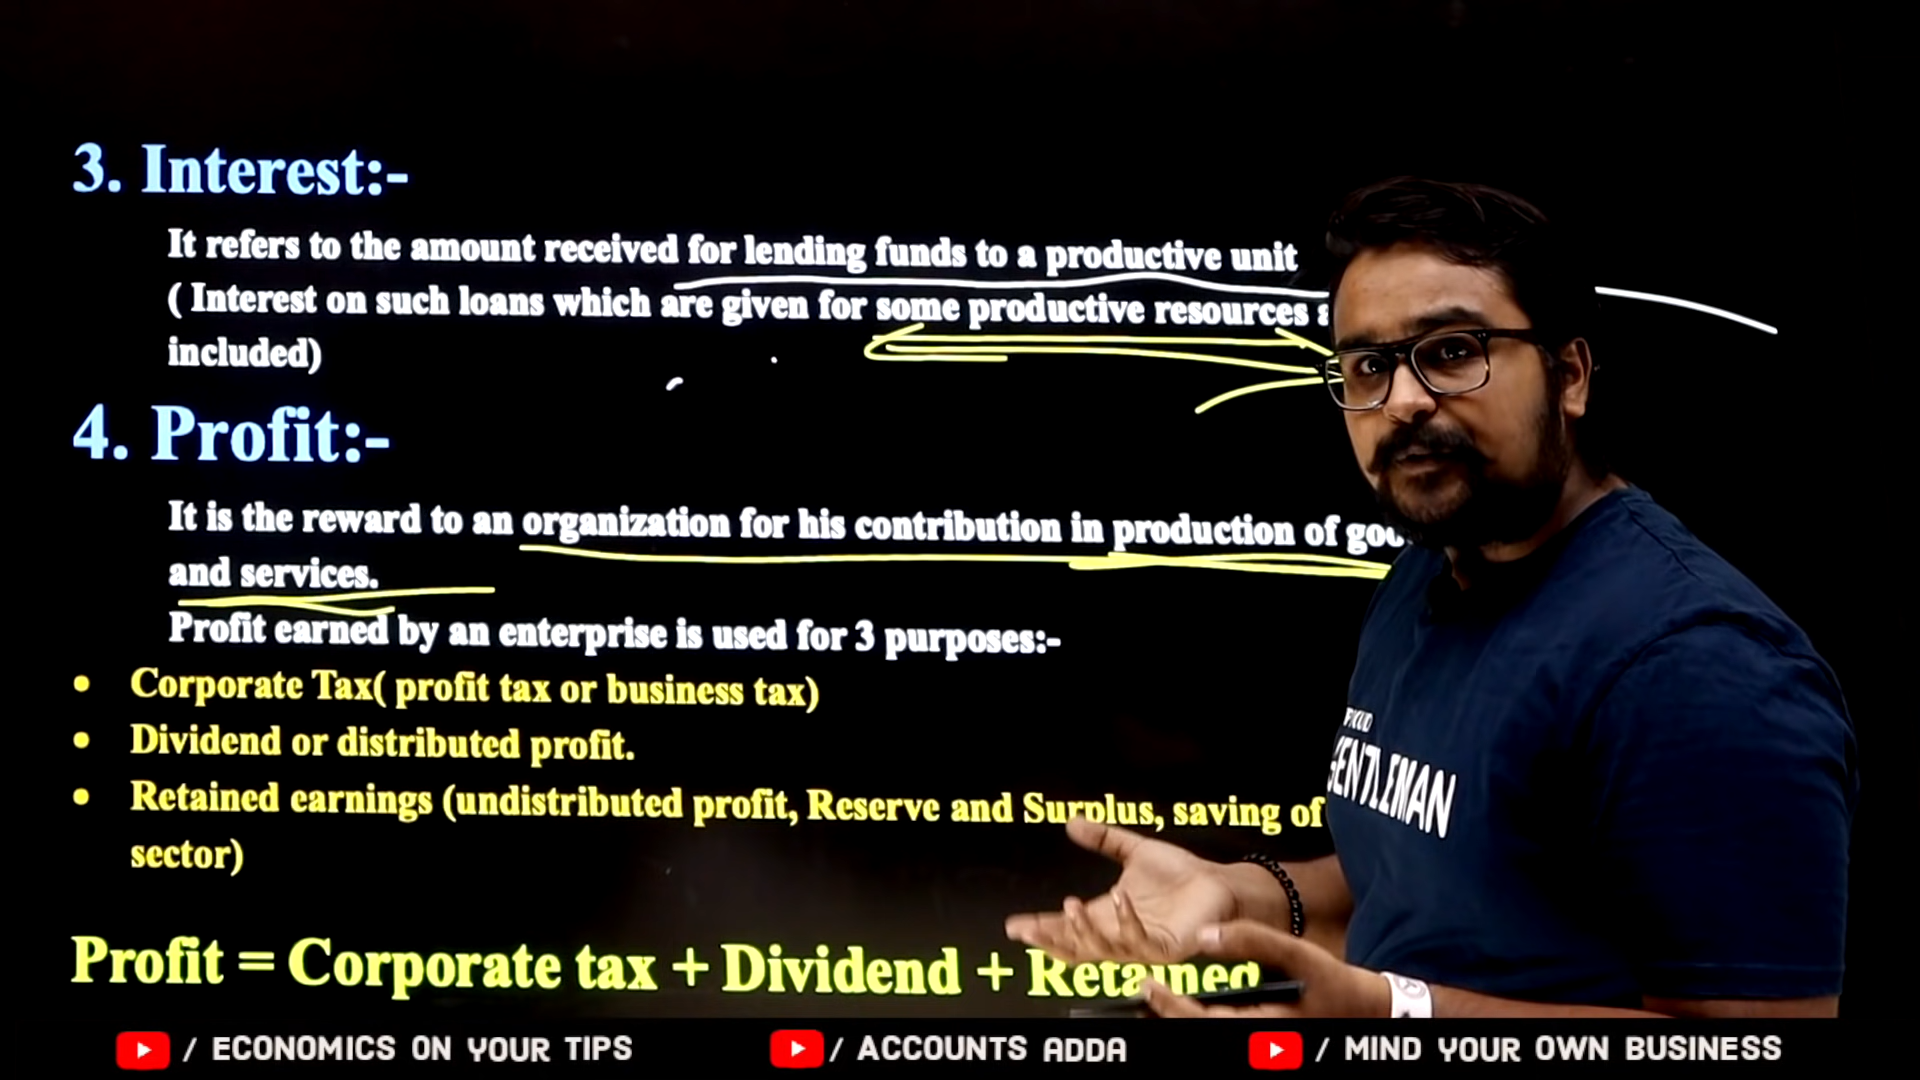 3. Interest:-
It refers to the amount received for lending funds to a productive unit
( Interest on such loans which are given for some productive resources
included)
4. Profit:-
It is the reward to an organization for his contribution in production of
and services.
Profit earned by an enterprise is used for 3 purposes:-
• Corporate Tax( profit tax or business tax)
• Dividend or distributed profit.
• Retained earnings (undistributed profit, Reserve and Surplus, saving of
sector)
GENTLEMAN
Profit = Corporate tax + Dividend + Retained
/ ECONOMICS ON YOUR TIPS / ACCOUNTS ADDA / MIND YOUR OWN BUSINESS